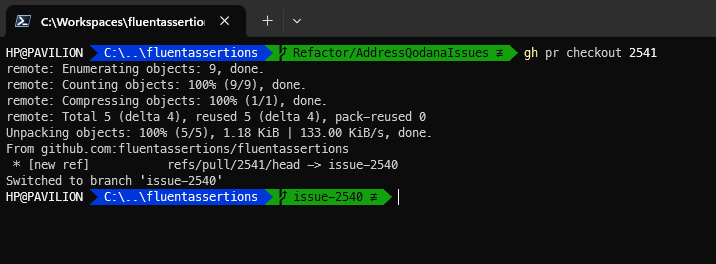 C:\Workspaces\fluentassertion
HP@PAVILION C:\..\fluentassertions Refactor/AddressQodanaIssues ≢ gh pr checkout 2541
remote: Enumerating objects: 9, done.
remote: Counting objects: 100% (9/9), done.
remote: Compressing objects: 100% (1/1), done.
remote: Total 5 (delta 4), reused 5 (delta 4), pack-reused 0
Unpacking objects: 100% (5/5), 1.18 KiB | 133.00 KiB/s, done.
From github.com:fluentassertions/fluentassertions
 * [new ref]           refs/pull/2541/head -> issue-2540
Switched to branch 'issue-2540'
HP@PAVILION C:\..\fluentassertions issue-2540 ≢